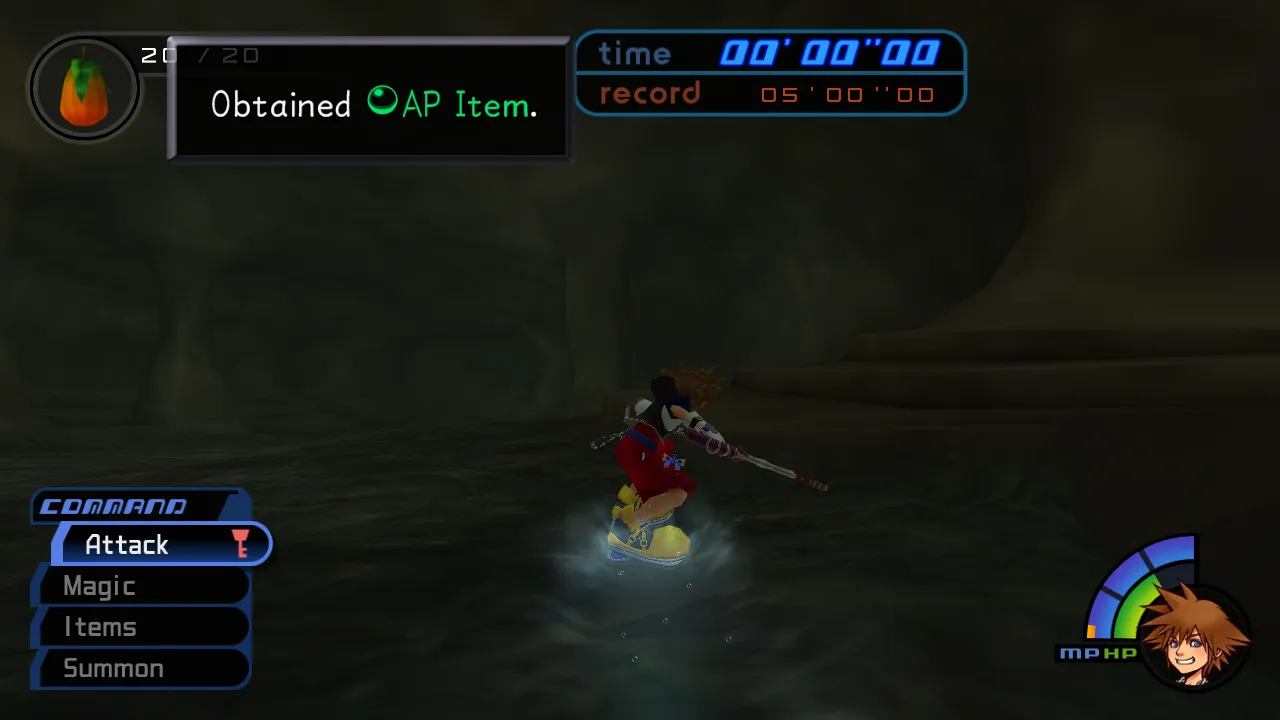 20 / 20
Obtained AP Item.
time 00'00"00
record 05'00"00
COMMAND
Attack
Magic
Items
Summon
MP HP